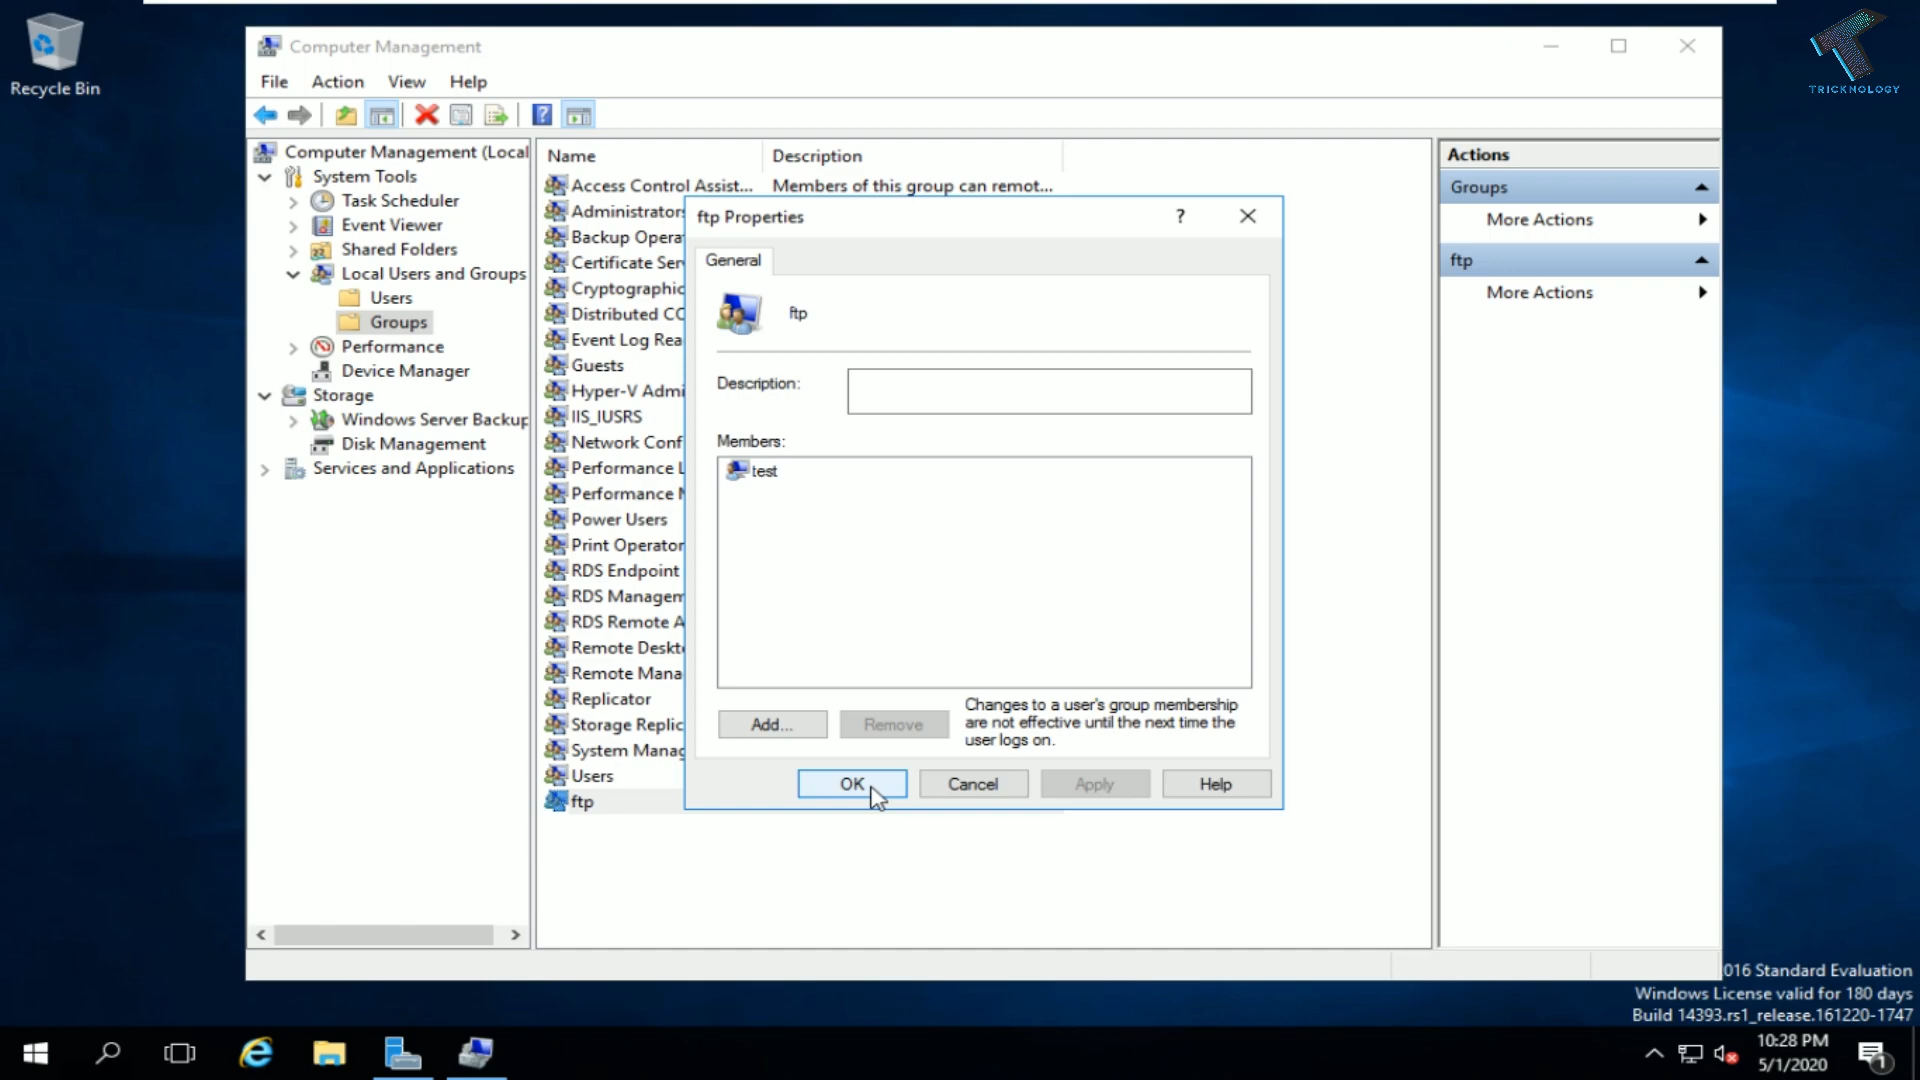 Recycle Bin
Computer Management
File Action View Help
Computer Management (Local
System Tools
Task Scheduler
Event Viewer
Shared Folders
Local Users and Groups
Users
Groups
Performance
Device Manager
Storage
Windows Server Backup
Disk Management
Services and Applications
Name Description
Access Control Assist... Members of this group can remot...
Administrators
Backup Opera
Certificate Ser
Cryptographic
Distributed CO
Event Log Rea
Guests
Hyper-V Admi
IIS_IUSRS
Network Conf
Performance L
Performance M
Power Users
Print Operator
RDS Endpoint
RDS Managem
RDS Remote A
Remote Deskt
Remote Mana
Replicator
Storage Replic
System Manag
Users
ftp
ftp Properties ?
General
ftp
Description:
Members:
test
Add... Remove
Changes to a user's group membership
are not effective until the next time the
user logs on.
OK Cancel Apply Help
Actions
Groups
More Actions
ftp
More Actions
TRICKNOLOGY
016 Standard Evaluation
Windows License valid for 180 days
Build 14393.rs1_release.161220-1747
10:28 PM
5/1/2020
1